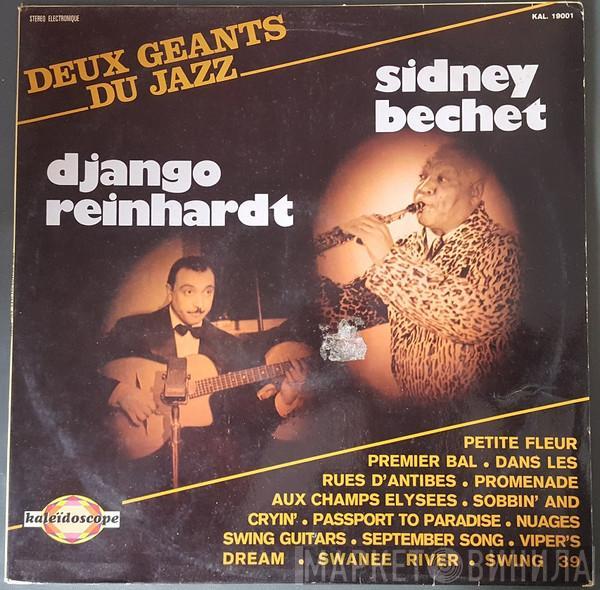 STEREO ELECTRONIQUE
KAL. 19001
DEUX GEANTS
DU JAZZ
sidney
bechet
django
reinhardt
PETITE FLEUR
PREMIER BAL • DANS LES
RUES D'ANTIBES • PROMENADE
AUX CHAMPS ELYSEES • SOBBIN' AND
CRYIN' • PASSPORT TO PARADISE • NUAGES
SWING GUITARS • SEPTEMBER SONG • VIPER'S
DREAM • SWANEE RIVER • SWING 39
kaleïdoscope
МАРКЕТ ВИНИЛА